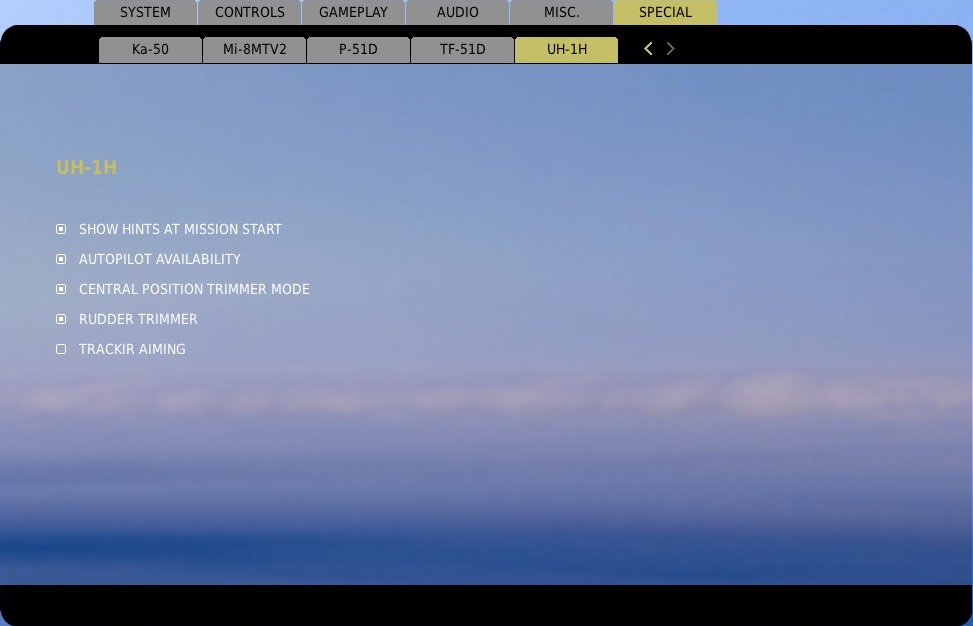 SYSTEM CONTROLS GAMEPLAY AUDIO MISC. SPECIAL
Ka-50 Mi-8MTV2 P-51D TF-51D UH-1H
UH-1H
SHOW HINTS AT MISSION START
AUTOPILOT AVAILABILITY
CENTRAL POSITION TRIMMER MODE
RUDDER TRIMMER
TRACKIR AIMING